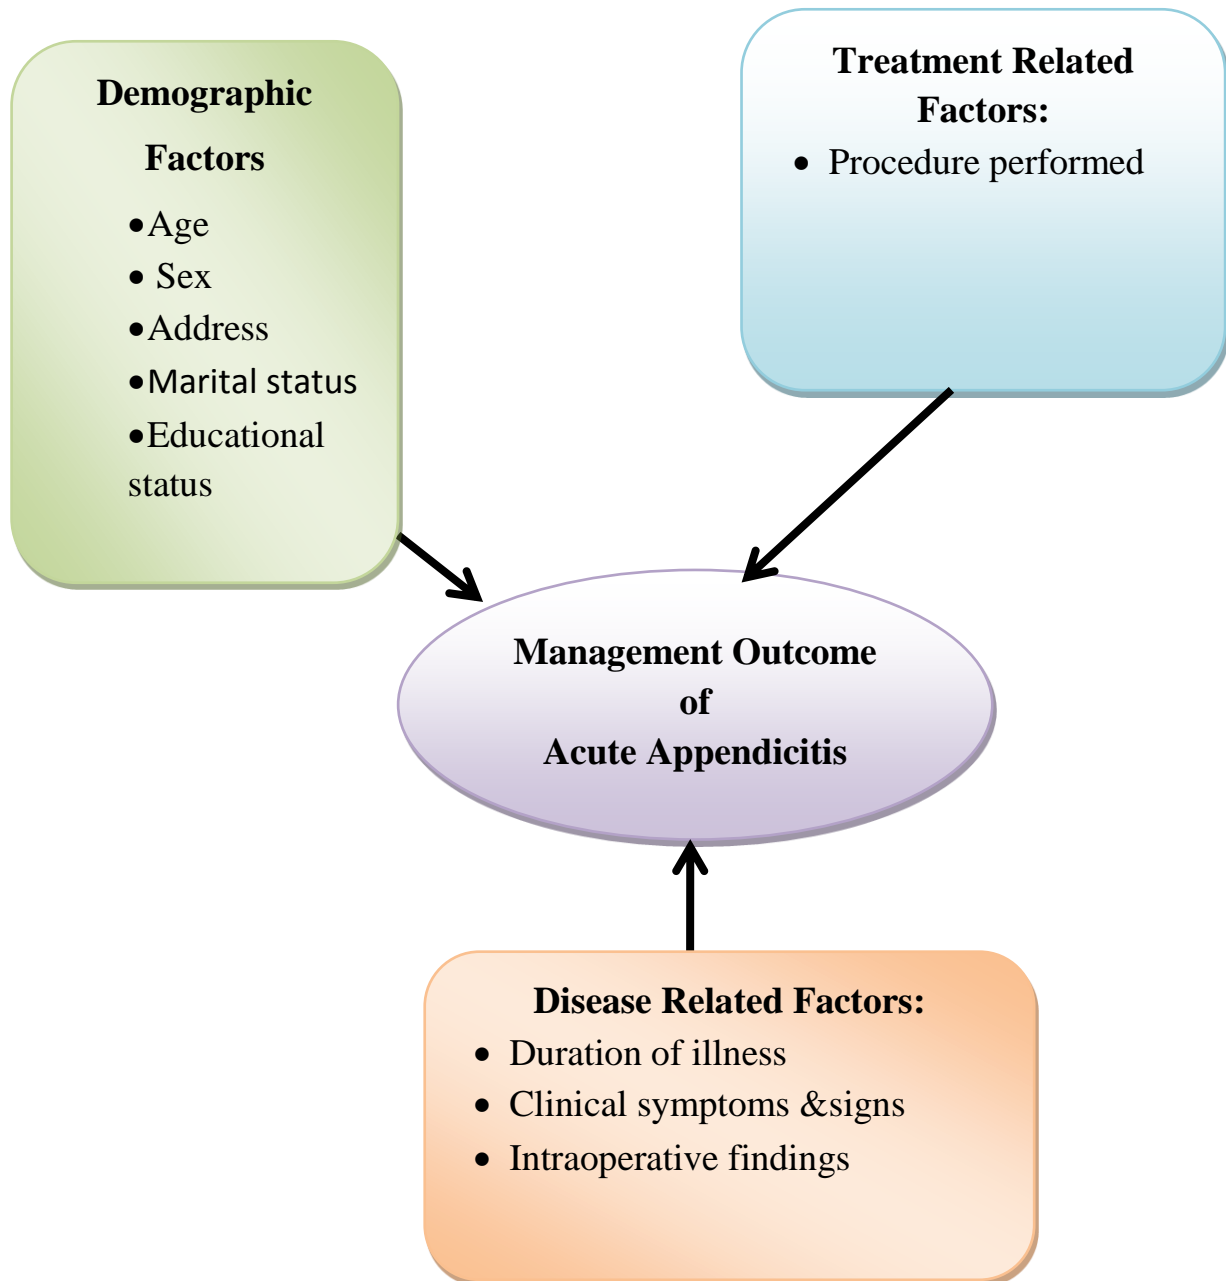 Demographic
Factors
•Age
• Sex
•Address
•Marital status
•Educational
status
Treatment Related
Factors:
• Procedure performed
Management Outcome
of
Acute Appendicitis
Disease Related Factors:
• Duration of illness
• Clinical symptoms &signs
• Intraoperative findings